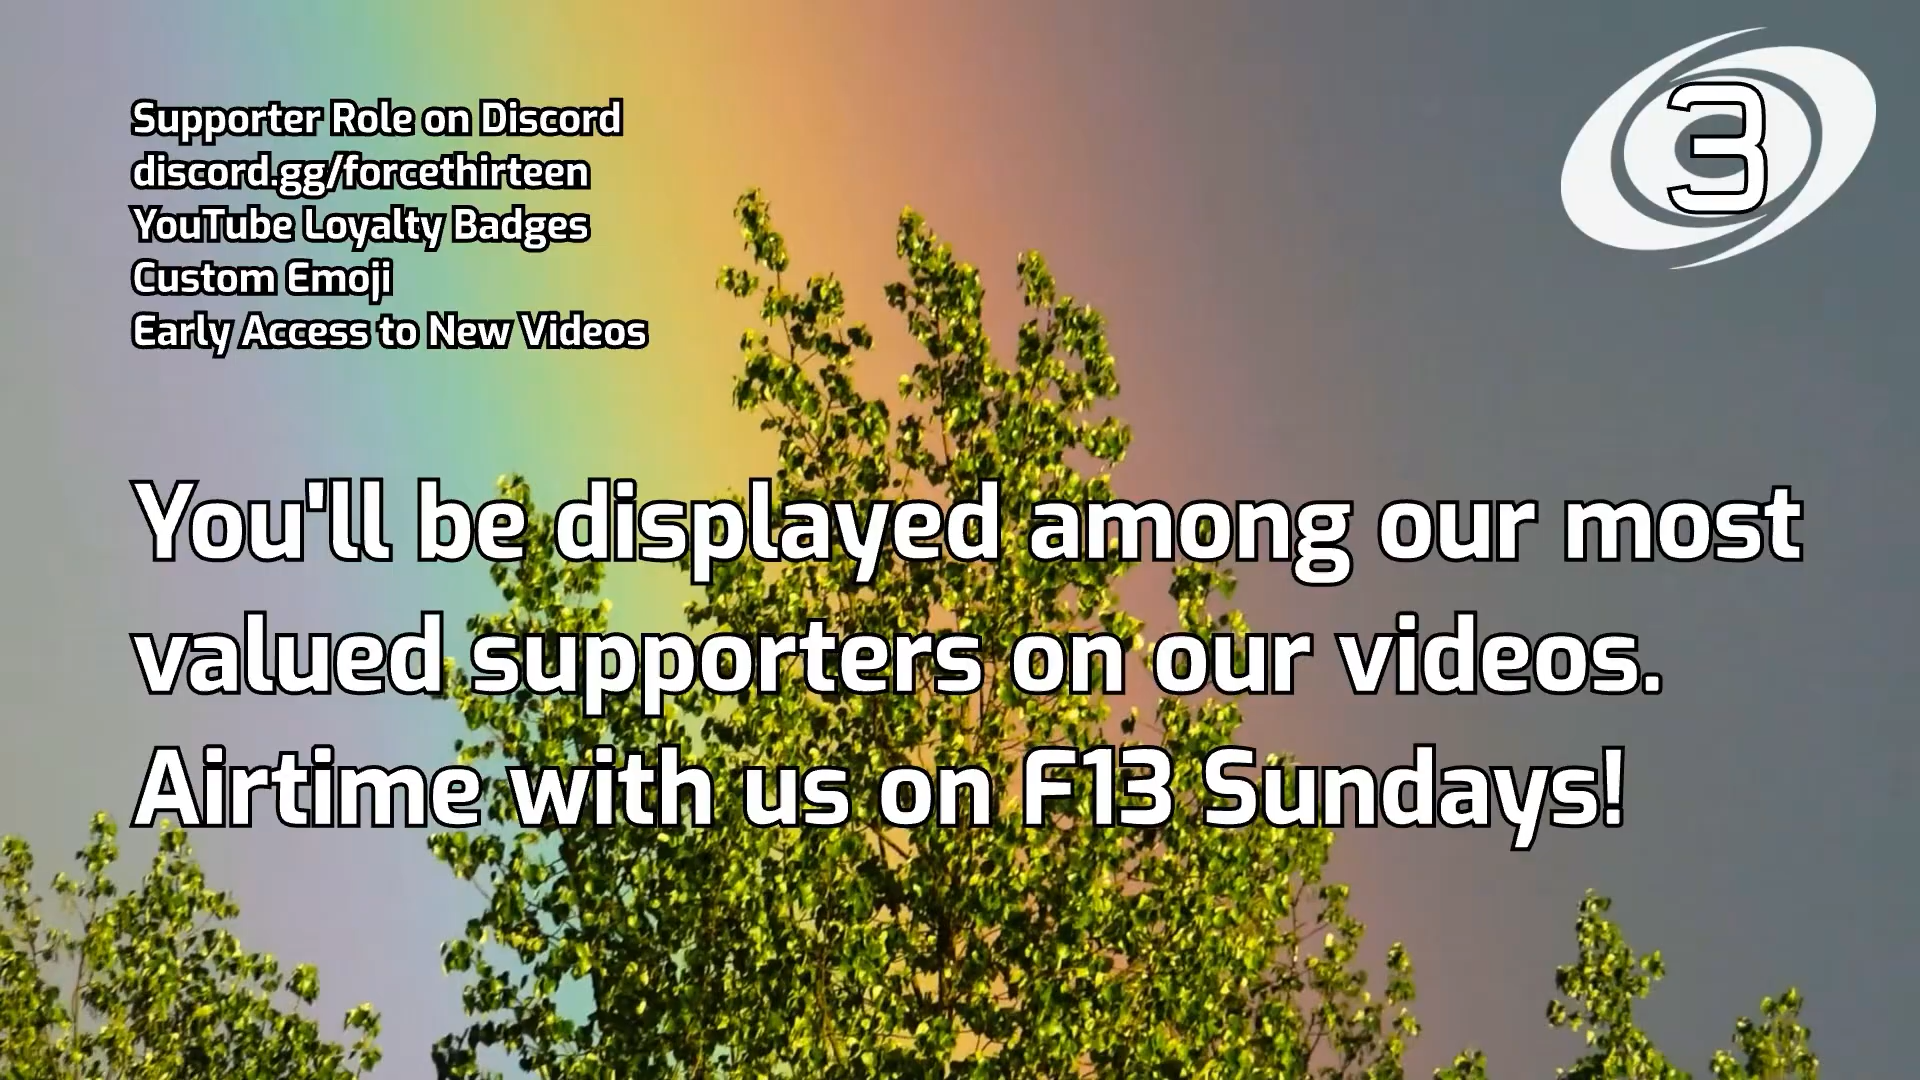 Supporter Role on Discord
discord.gg/forcethirteen
YouTube Loyalty Badges
Custom Emoji
Early Access to New Videos
3
You'll be displayed among our most
valued supporters on our videos.
Airtime with us on F13 Sundays!